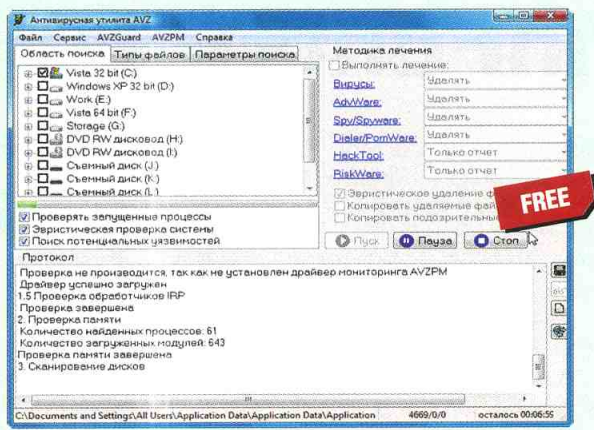 Антивирусная утилита AVZ
Файл Сервис AVZGuard AVZPM Справка
Область поиска Типы файлов Параметры поиска
Vista 32 bit (C:)
Windows XP 32 bit (D:)
Work (E:)
Vista 64 bit (F:)
Storage (G:)
DVD RW дисковод (H:)
DVD RW дисковод (I:)
Съемный диск (J:)
Съемный диск (K:)
Съемный диск (L:)
Проверять запущенные процессы
Эвристическая проверка системы
Поиск потенциальных уязвимостей
Методика лечения
Выполнять лечение:
Вирусы: Удалять
AdvWare: Удалять
Spy/Spyware: Удалять
Dialer/PornWare: Удалять
HackTool: Только отчет
RiskWare: Только отчет
Эвристическое удаление ф
Копировать удаляемые фай
Копировать подозрительные
FREE
Пуск Пауза Стоп
Протокол
Проверка не производится, так как не установлен драйвер мониторинга AVZPM
Драйвер успешно загружен
1.5 Проверка обработчиков IRP
Проверка завершена
2. Проверка памяти
Количество найденных процессов: 61
Количество загруженных модулей: 643
Проверка памяти завершена
3. Сканирование дисков
C:\Documents and Settings\All Users\Application Data\Application Data\Application 4669/0/0 осталось 00:06:59